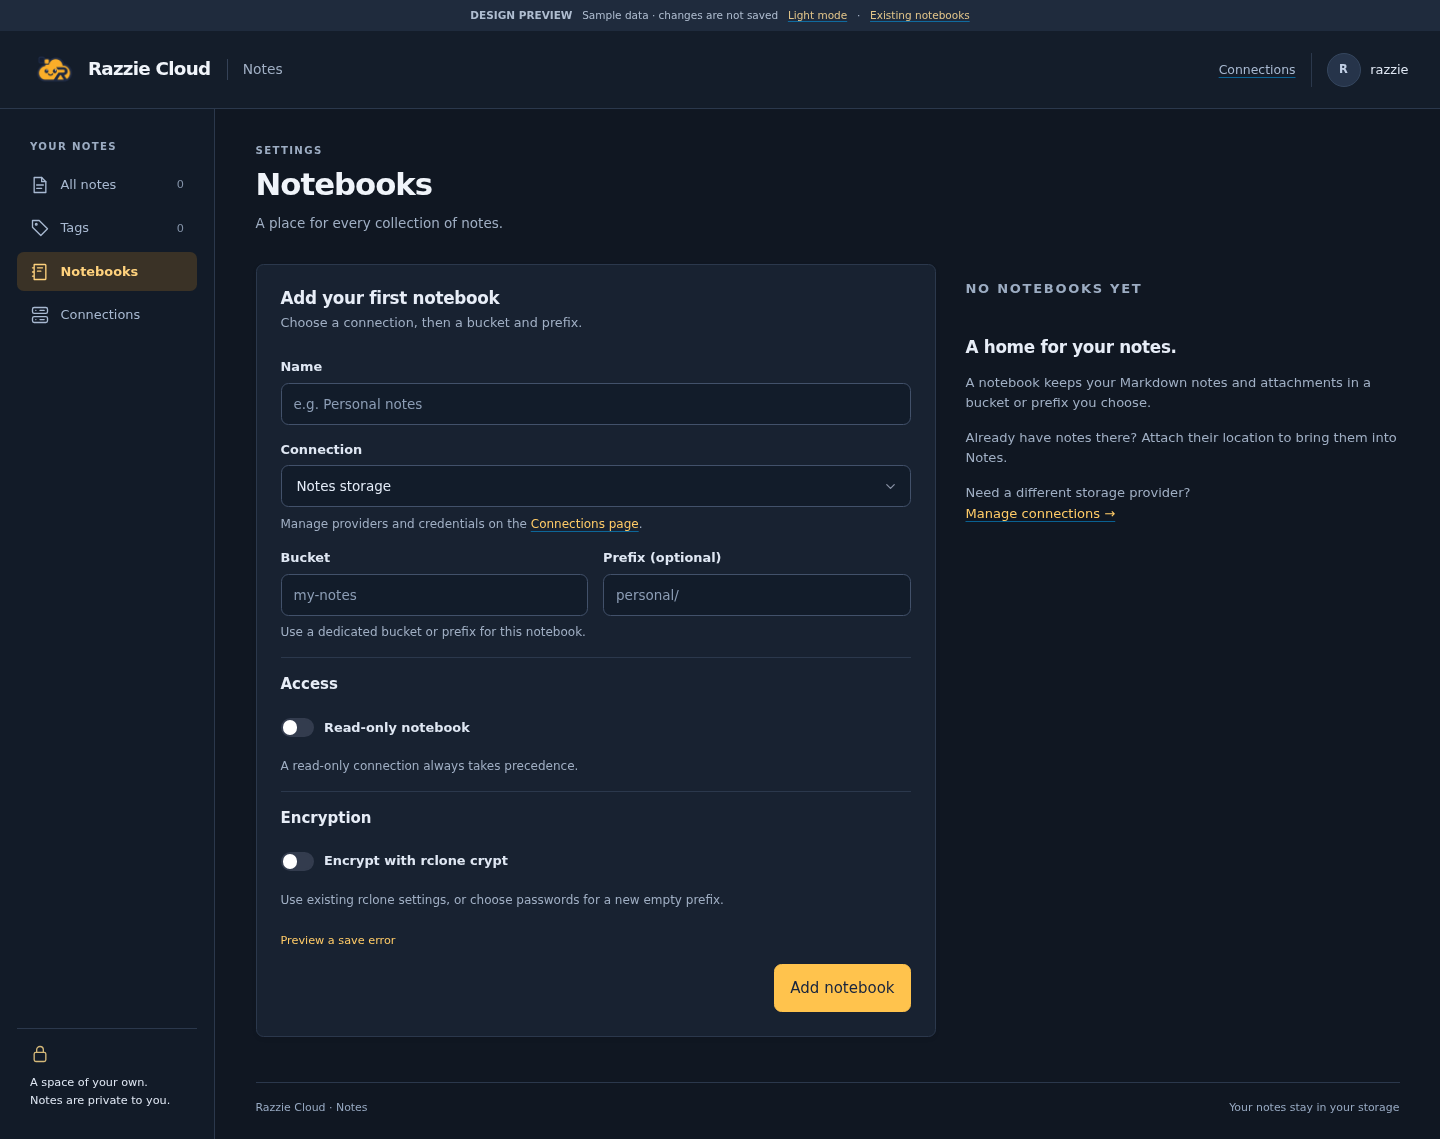 DESIGN PREVIEW Sample data · changes are not saved Light mode · Existing notebooks
Razzie Cloud Notes
Connections
R razzie
YOUR NOTES
All notes 0
Tags 0
Notebooks
Connections
A space of your own.
Notes are private to you.
SETTINGS
Notebooks
A place for every collection of notes.
Add your first notebook
Choose a connection, then a bucket and prefix.
Name
e.g. Personal notes
Connection
Notes storage
Manage providers and credentials on the Connections page.
Bucket Prefix (optional)
my-notes personal/
Use a dedicated bucket or prefix for this notebook.
Access
Read-only notebook
A read-only connection always takes precedence.
Encryption
Encrypt with rclone crypt
Use existing rclone settings, or choose passwords for a new empty prefix.
Preview a save error
Add notebook
NO NOTEBOOKS YET
A home for your notes.
A notebook keeps your Markdown notes and attachments in a
bucket or prefix you choose.
Already have notes there? Attach their location to bring them into
Notes.
Need a different storage provider?
Manage connections →
Razzie Cloud · Notes
Your notes stay in your storage